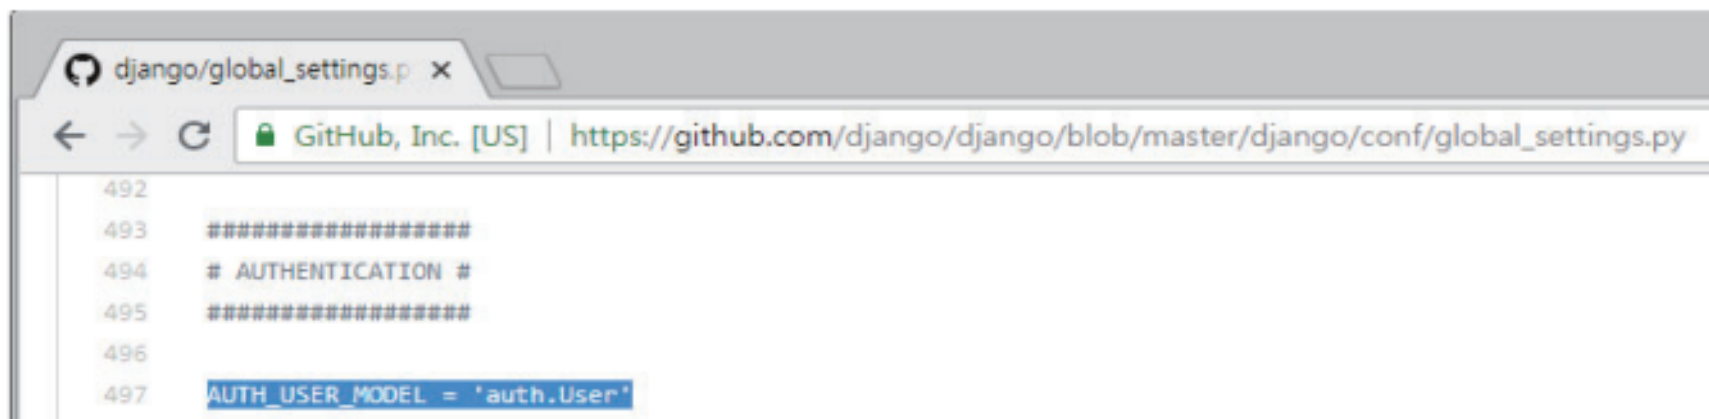 django/global_settings.p
GitHub, Inc. [US] | https://github.com/django/django/blob/master/django/conf/global_settings.py
492
493 ##################
494 # AUTHENTICATION #
495 ##################
496
497 AUTH_USER_MODEL = 'auth.User'